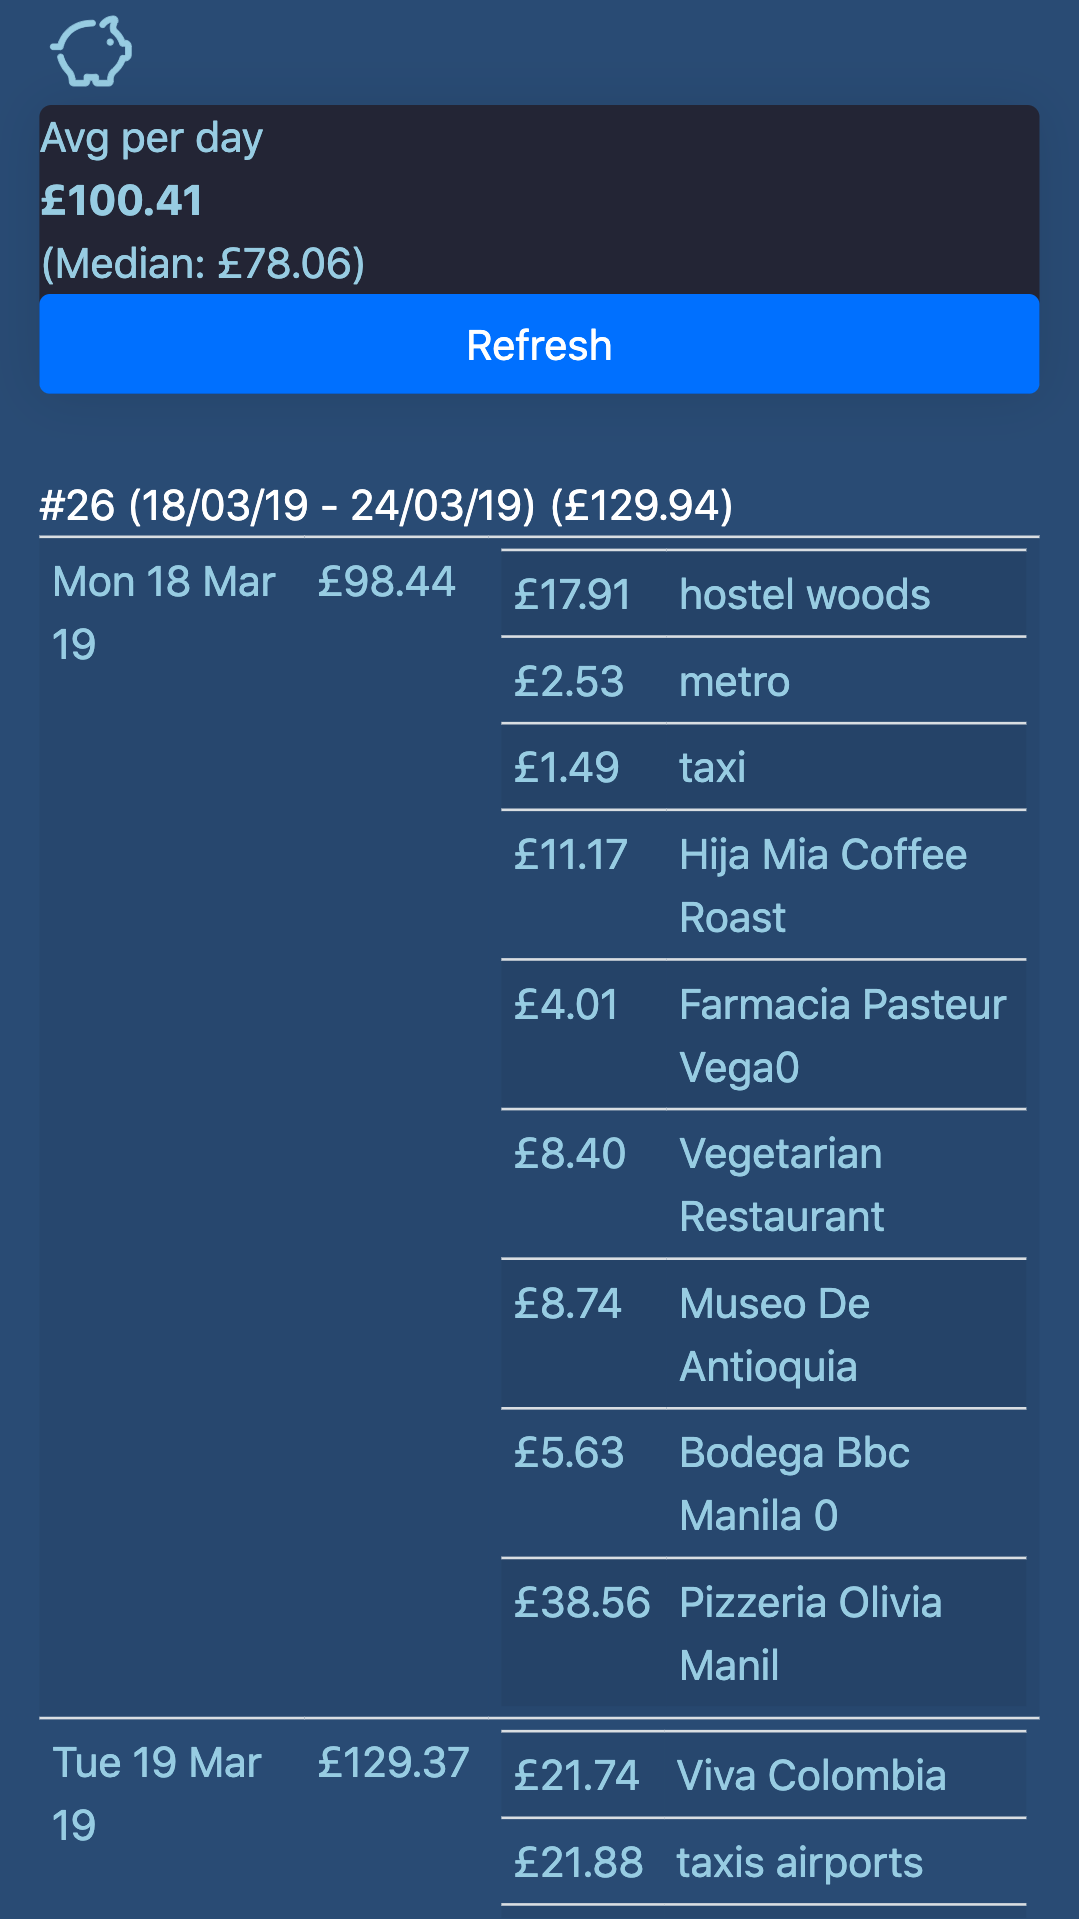 Avg per day
£100.41
(Median: £78.06)
Refresh
#26 (18/03/19 - 24/03/19) (£129.94)
Mon 18 Mar
19
£98.44
£17.91 hostel woods
£2.53 metro
£1.49 taxi
£11.17 Hija Mia Coffee
Roast
£4.01 Farmacia Pasteur
Vega0
£8.40 Vegetarian
Restaurant
£8.74 Museo De
Antioquia
£5.63 Bodega Bbc
Manila 0
£38.56 Pizzeria Olivia
Manil
Tue 19 Mar
19
£129.37
£21.74 Viva Colombia
£21.88 taxis airports